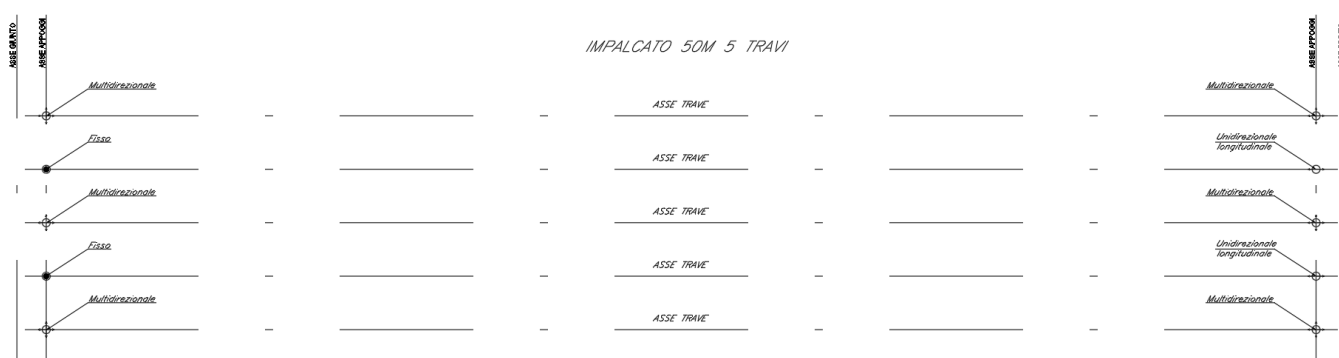 IMPALCATO 50M 5 TRAVI
ASSE GIUNTO
ASSE APPOGGI
ASSE APPOGGI
Multidirezionale
ASSE TRAVE
Multidirezionale
Fisso
ASSE TRAVE
Unidirezionale
longitudinale
Multidirezionale
ASSE TRAVE
Multidirezionale
Fisso
ASSE TRAVE
Unidirezionale
longitudinale
Multidirezionale
ASSE TRAVE
Multidirezionale